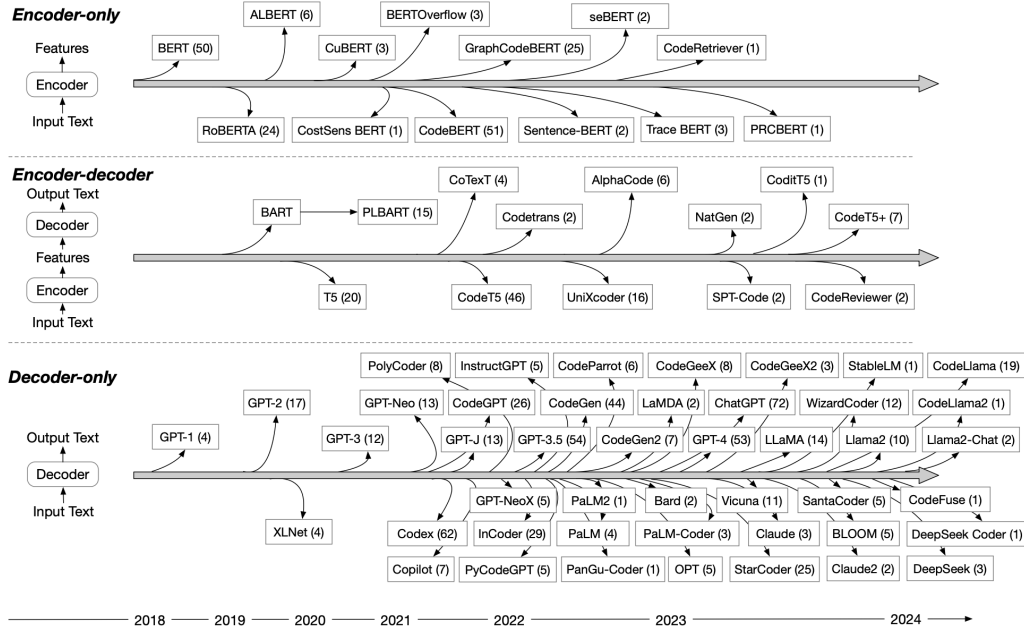 Encoder-only
ALBERT (6)
BERTOverflow (3)
seBERT (2)
Features
BERT (50)
CuBERT (3)
GraphCodeBERT (25)
CodeRetriever (1)
Encoder
Input Text
RoBERTA (24)
CostSens BERT (1)
CodeBERT (51)
Sentence-BERT (2)
Trace BERT (3)
PRCBERT (1)
Encoder-decoder
Output Text
CoTexT (4)
AlphaCode (6)
CoditT5 (1)
Decoder
BART
PLBART (15)
Codetrans (2)
NatGen (2)
CodeT5+ (7)
Features
Encoder
T5 (20)
CodeT5 (46)
UniXcoder (16)
SPT-Code (2)
CodeReviewer (2)
Input Text
Decoder-only
PolyCoder (8)
InstructGPT (5)
CodeParrot (6)
CodeGeeX (8)
CodeGeeX2 (3)
StableLM (1)
CodeLlama (19)
GPT-2 (17)
GPT-Neo (13)
CodeGPT (26)
CodeGen (44)
LaMDA (2)
ChatGPT (72)
WizardCoder (12)
CodeLlama2 (1)
Output Text
GPT-1 (4)
GPT-3 (12)
GPT-J (13)
GPT-3.5 (54)
CodeGen2 (7)
GPT-4 (53)
LLaMA (14)
Llama2 (10)
Llama2-Chat (2)
Decoder
Input Text
GPT-NeoX (5)
PaLM2 (1)
Bard (2)
Vicuna (11)
SantaCoder (5)
CodeFuse (1)
XLNet (4)
Codex (62)
InCoder (29)
PaLM (4)
PaLM-Coder (3)
Claude (3)
BLOOM (5)
DeepSeek Coder (1)
Copilot (7)
PyCodeGPT (5)
PanGu-Coder (1)
OPT (5)
StarCoder (25)
Claude2 (2)
DeepSeek (3)
2018
2019
2020
2021
2022
2023
2024